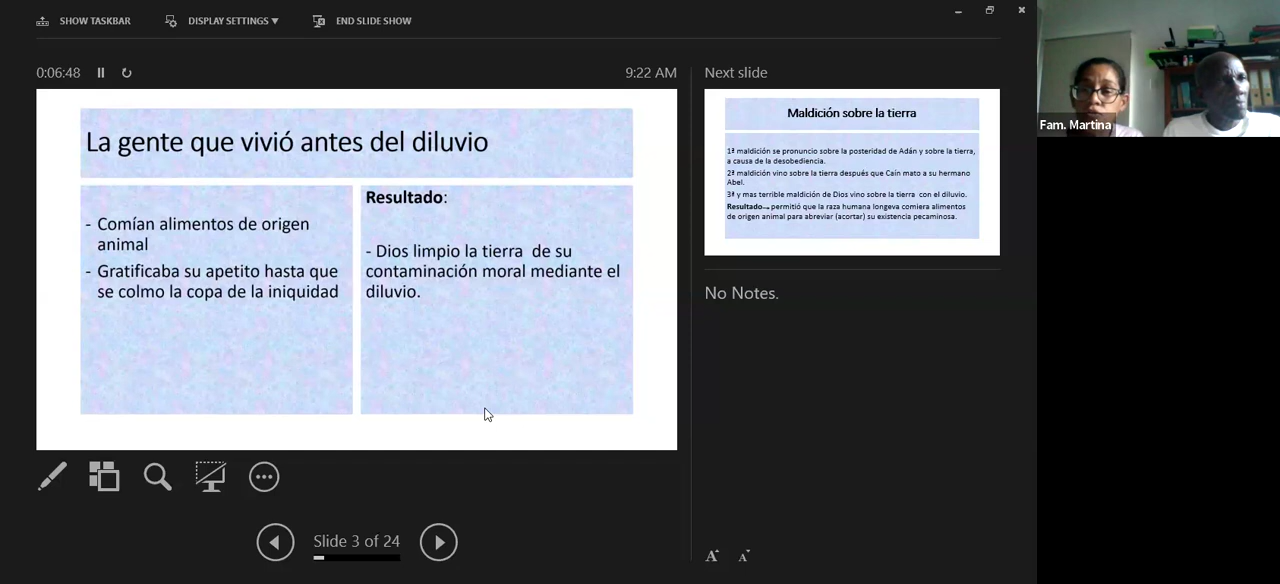 SHOW TASKBAR
DISPLAY SETTINGS ▾
END SLIDE SHOW
0:06:48
9:22 AM
La gente que vivió antes del diluvio
- Comían alimentos de origen
animal
- Gratificaba su apetito hasta que
se colmo la copa de la iniquidad
Resultado:
- Dios limpio la tierra de su
contaminación moral mediante el
diluvio.
Slide 3 of 24
Next slide
Maldición sobre la tierra
1ª maldición se pronuncio sobre la posteridad de Adán y sobre la tierra,
a causa de la desobediencia.
2ª maldición vino sobre la tierra después que Caín mato a su hermano
Abel.
3ª y mas terrible maldición de Dios vino sobre la tierra con el diluvio.
Resultado→ permitió que la raza humana longeva comiera alimentos
de origen animal para abreviar (acortar) su existencia pecaminosa.
No Notes.
A A
Fam. Martina